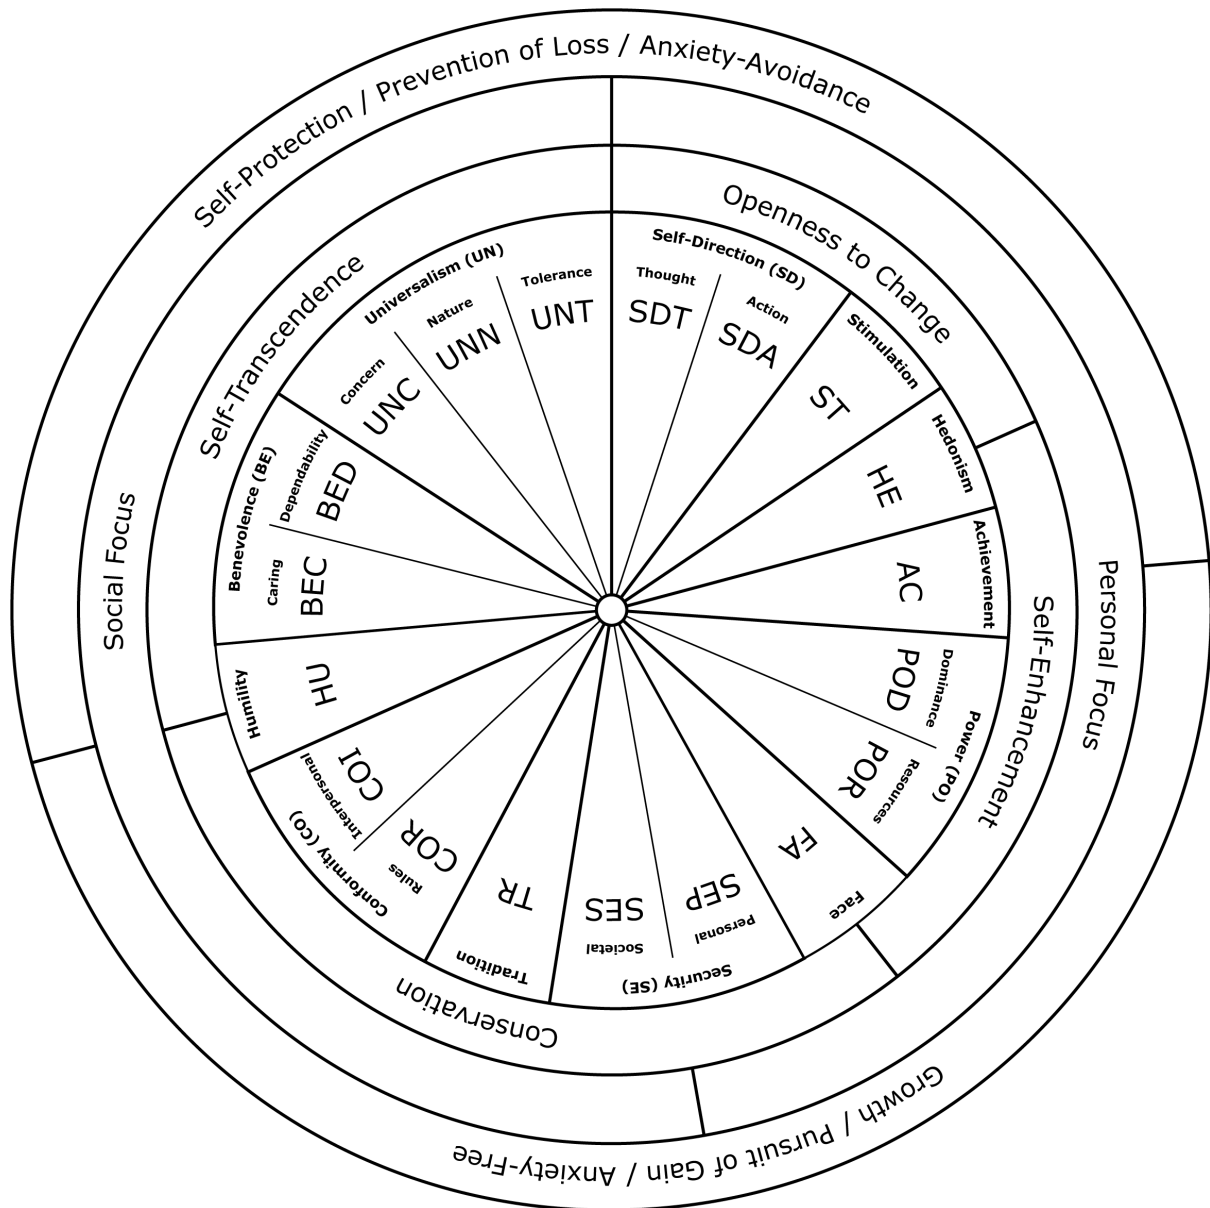 Self-Protection / Prevention of Loss / Anxiety-Avoidance
Growth / Pursuit of Gain / Anxiety-Free
Social Focus
Personal Focus
Self-Transcendence
Openness to Change
Self-Enhancement
Conservation
Self-Direction (SD)
Thought
SDT
Action
SDA
Stimulation
ST
Hedonism
HE
Achievement
AC
Power (PO)
Dominance
POD
Resources
POR
Face
FA
Security (SE)
Personal
SEP
Societal
SES
Tradition
TR
Conformity (CO)
Rules
COR
Interpersonal
COI
Humility
HU
Benevolence (BE)
Caring
BEC
Dependability
BED
Universalism (UN)
Concern
UNC
Nature
UNN
Tolerance
UNT